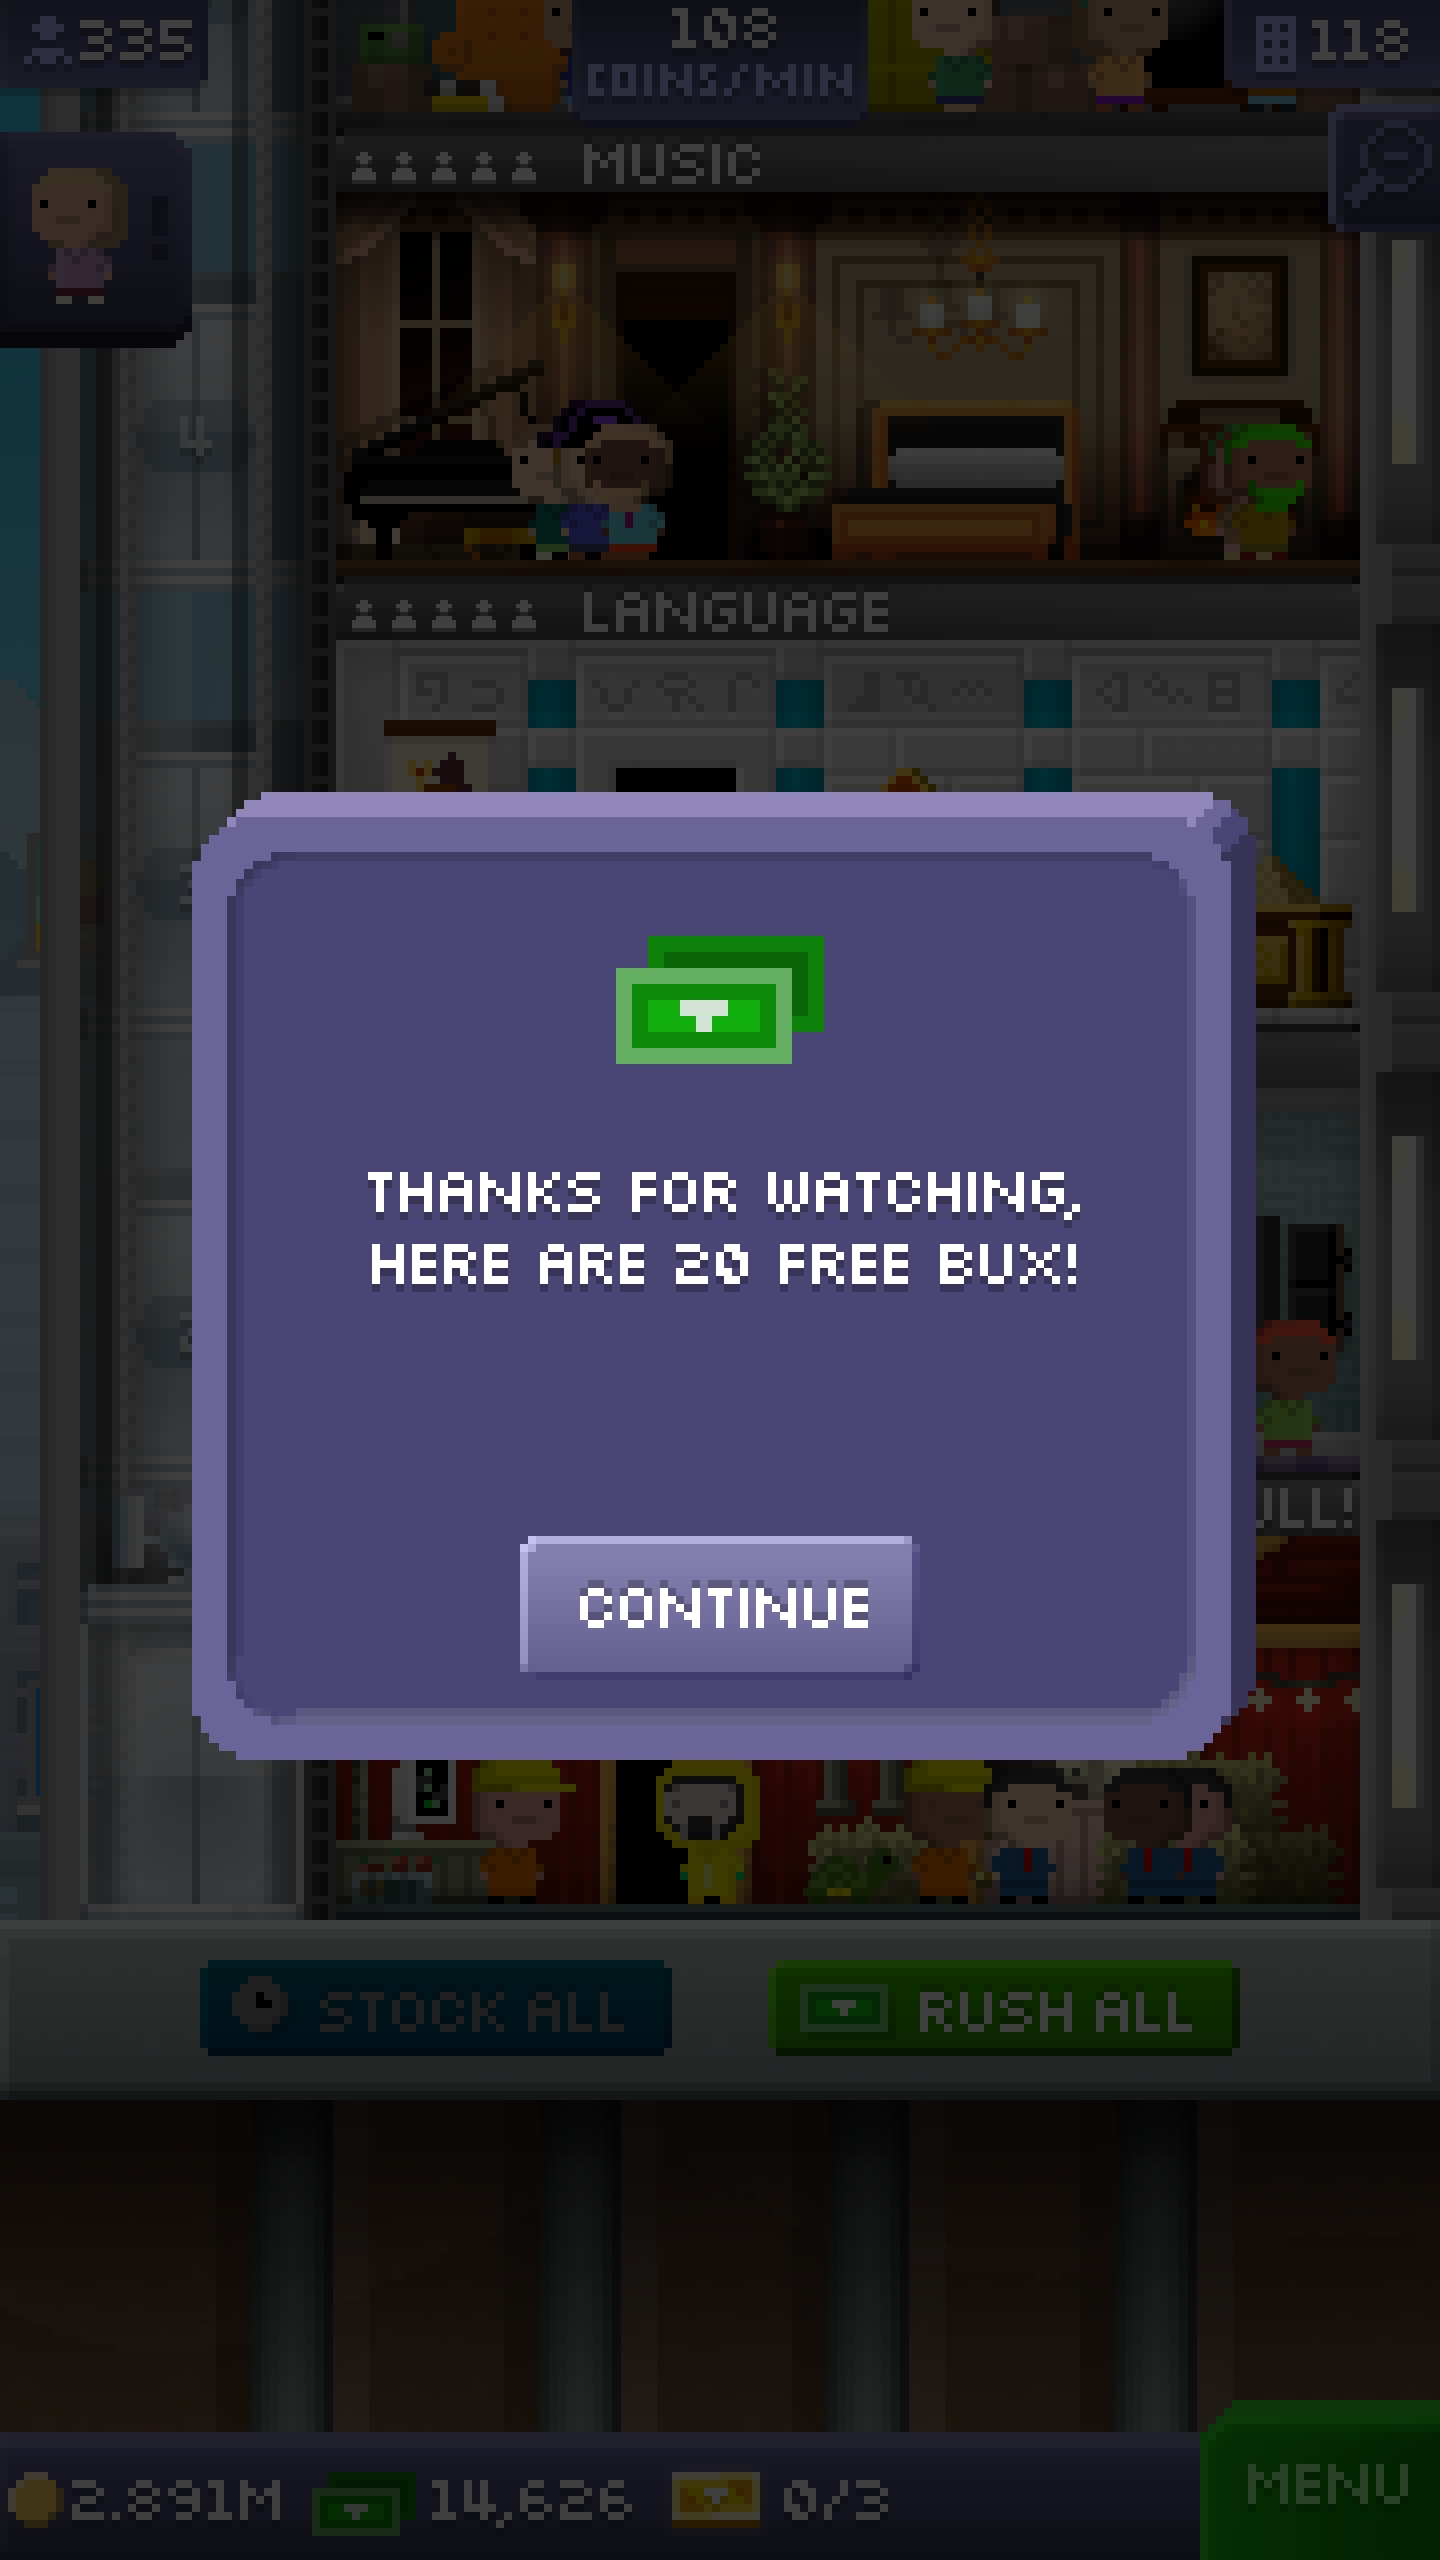 335
108
COINS/MIN
118
MUSIC
4
LANGUAGE
THANKS FOR WATCHING,
HERE ARE 20 FREE BUX!
CONTINUE
STOCK ALL
RUSH ALL
2.891M
14,626
0/3
MENU